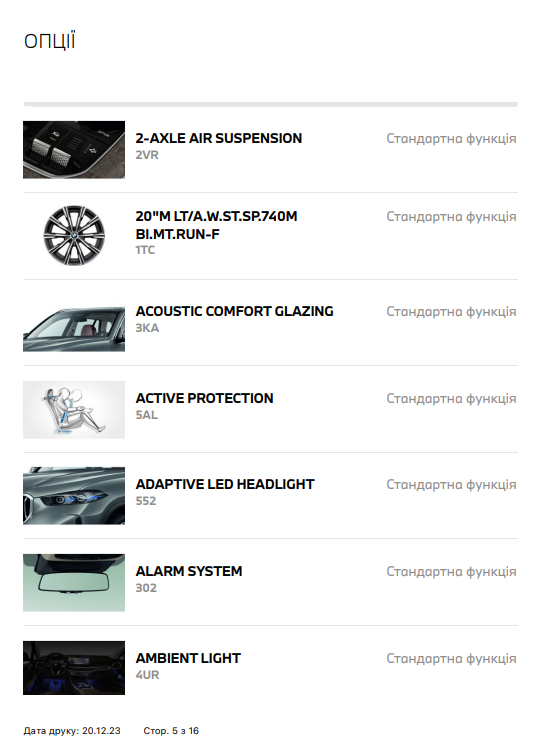 ОПЦІЇ
2-AXLE AIR SUSPENSION
Стандартна функція
2VR
20"M LT/A.W.ST.SP.740M
Стандартна функція
BI.MT.RUN-F
1TC
ACOUSTIC COMFORT GLAZING
Стандартна функція
3KA
ACTIVE PROTECTION
Стандартна функція
5AL
ADAPTIVE LED HEADLIGHT
Стандартна функція
552
ALARM SYSTEM
Стандартна функція
302
AMBIENT LIGHT
Стандартна функція
4UR
Дата друку: 20.12.23 Стор. 5 з 16